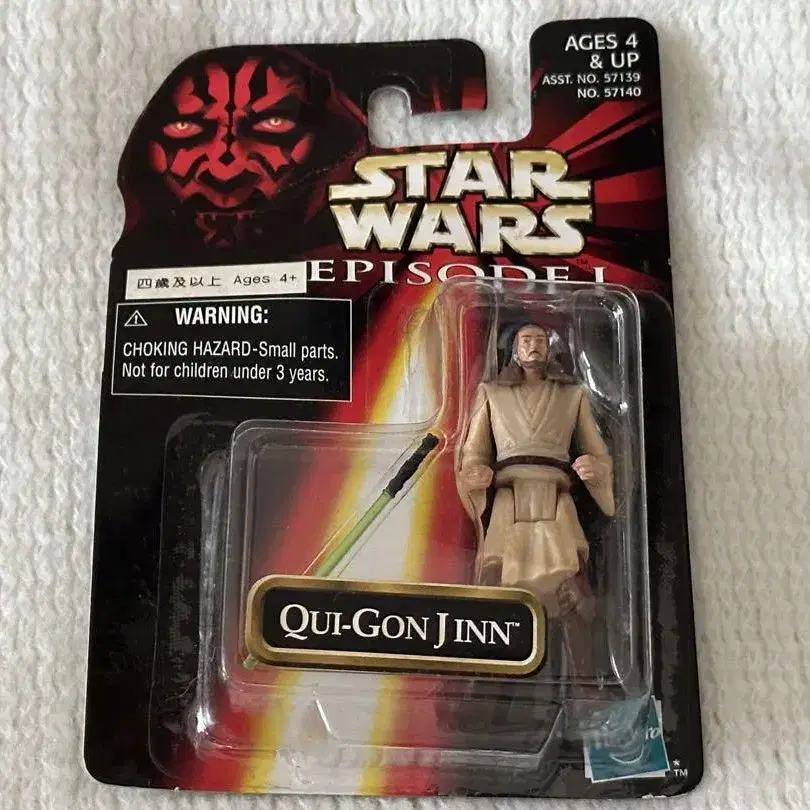 AGES 4
& UP
ASST. NO. 57139
NO. 57140
STAR
WARS
EPISODE I
四歲及以上 Ages 4+
⚠ WARNING:
CHOKING HAZARD-Small parts.
Not for children under 3 years.
QUI-GON JINN™
*
TM